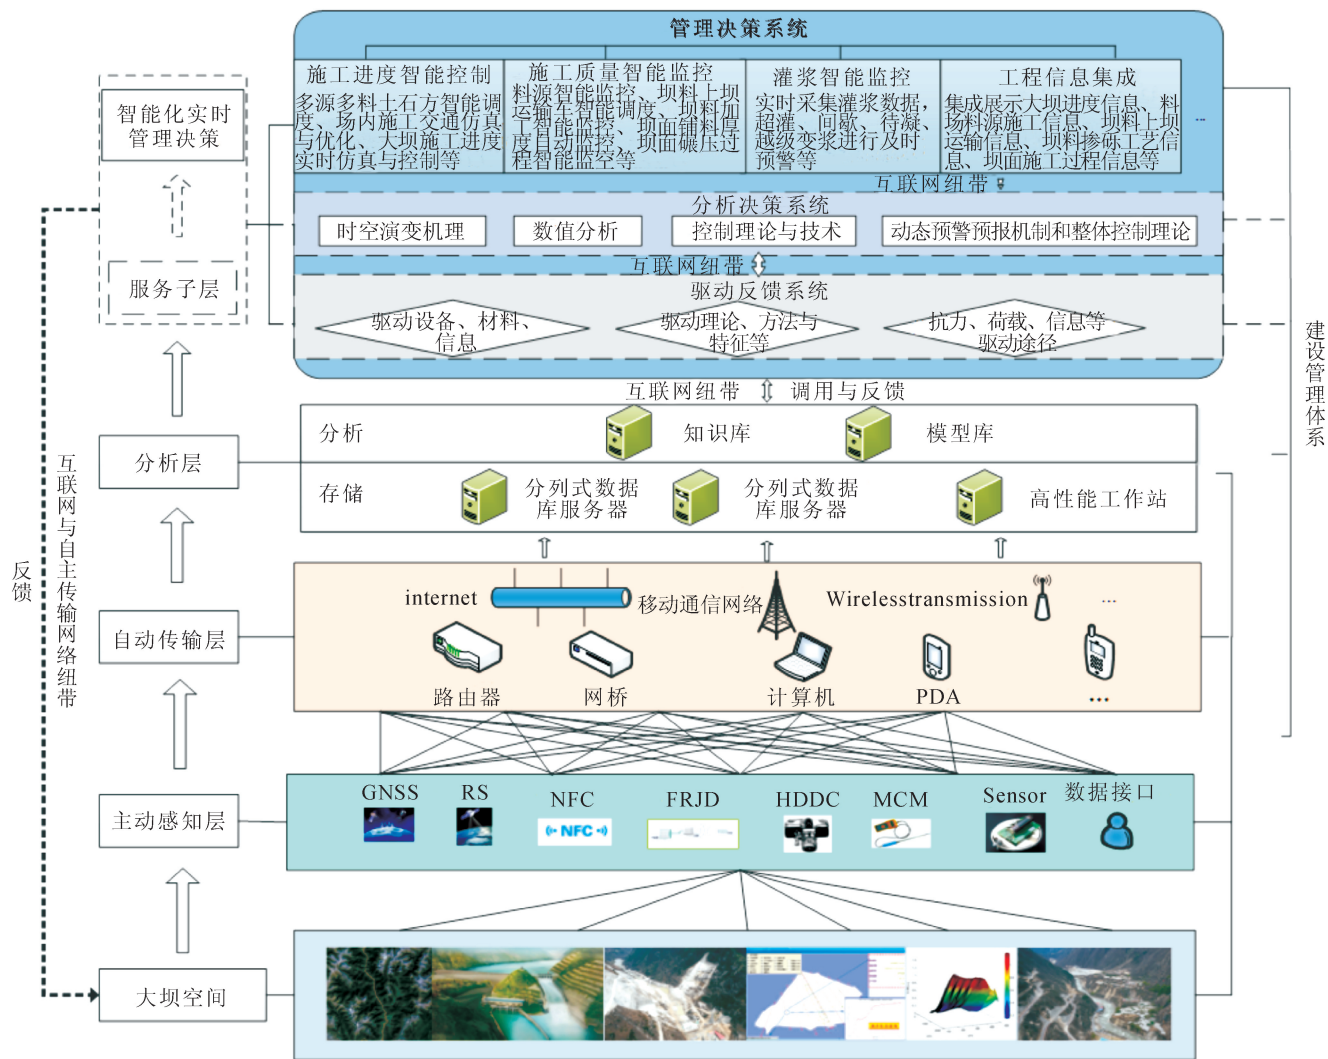 管理决策系统
施工进度智能控制
多源多料土石方智能调
度、场内施工交通仿真
与优化、大坝施工进度
实时仿真与控制等
施工质量智能监控
料源智能监控、坝料上坝
运输车智能调度、坝料加
工智能监控、坝面铺料厚
度自动监控、坝面碾压过
程智能监空等
灌浆智能监控
实时采集灌浆数据，
超灌、间歇、待凝、
越级变浆进行及时
预警等
工程信息集成
集成展示大坝进度信息、料
场料源施工信息、坝料上坝
运输信息、坝料掺砾工艺信
息、坝面施工过程信息等
...
互联网纽带
分析决策系统
时空演变机理
数值分析
控制理论与技术
动态预警预报机制和整体控制理论
互联网纽带
驱动反馈系统
驱动设备、材料、
信息
驱动理论、方法与
特征等
抗力、荷载、信息等
驱动途径
互联网纽带
调用与反馈
智能化实时
管理决策
服务子层
分析层
自动传输层
主动感知层
大坝空间
反馈
互联网与自主传输网络纽带
建设管理体系
分析
知识库
模型库
存储
分列式数据
库服务器
分列式数据
库服务器
高性能工作站
internet
移动通信网络
Wirelesstransmission
...
路由器
网桥
计算机
PDA
...
GNSS
RS
NFC
FRJD
HDDC
MCM
Sensor
数据接口
NFC